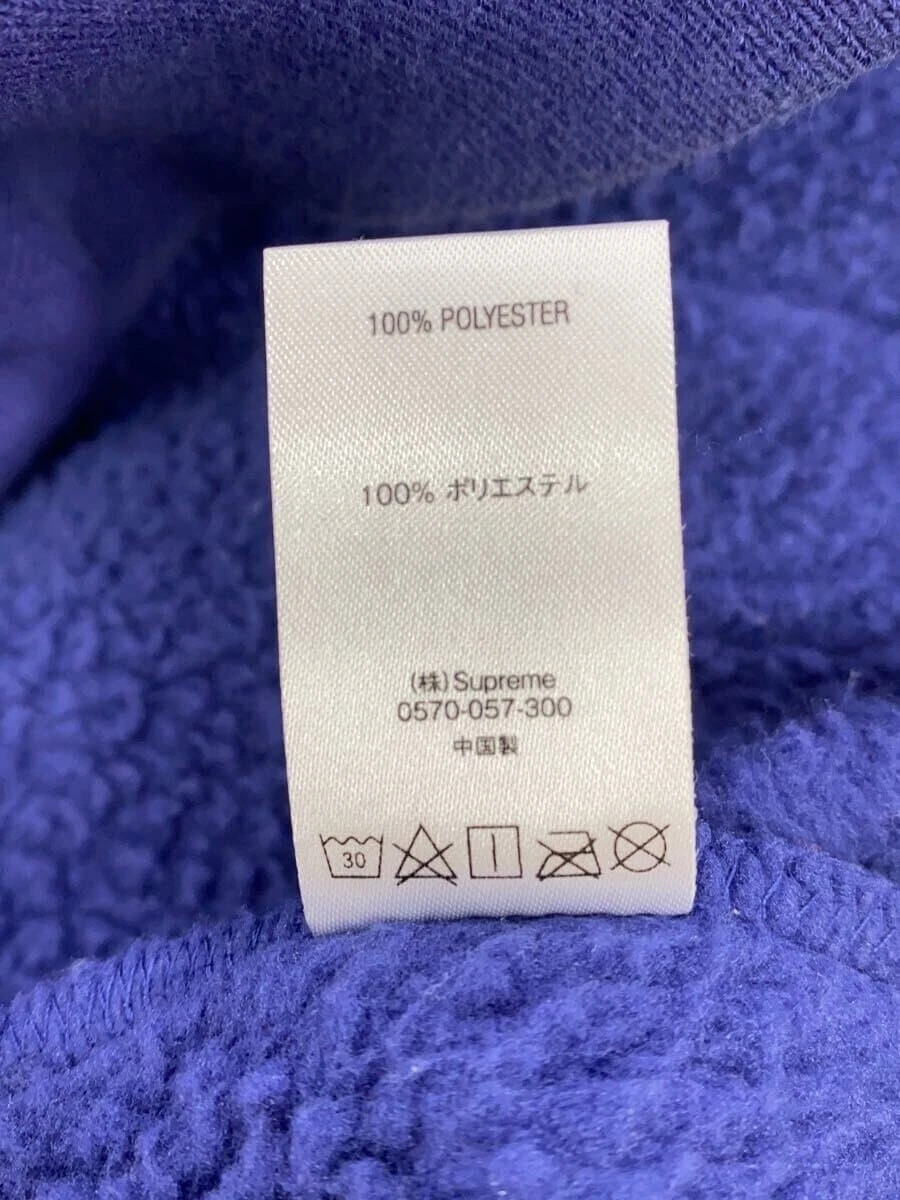 100% POLYESTER
100% ポリエステル
(株)Supreme
0570-057-300
中国製
30